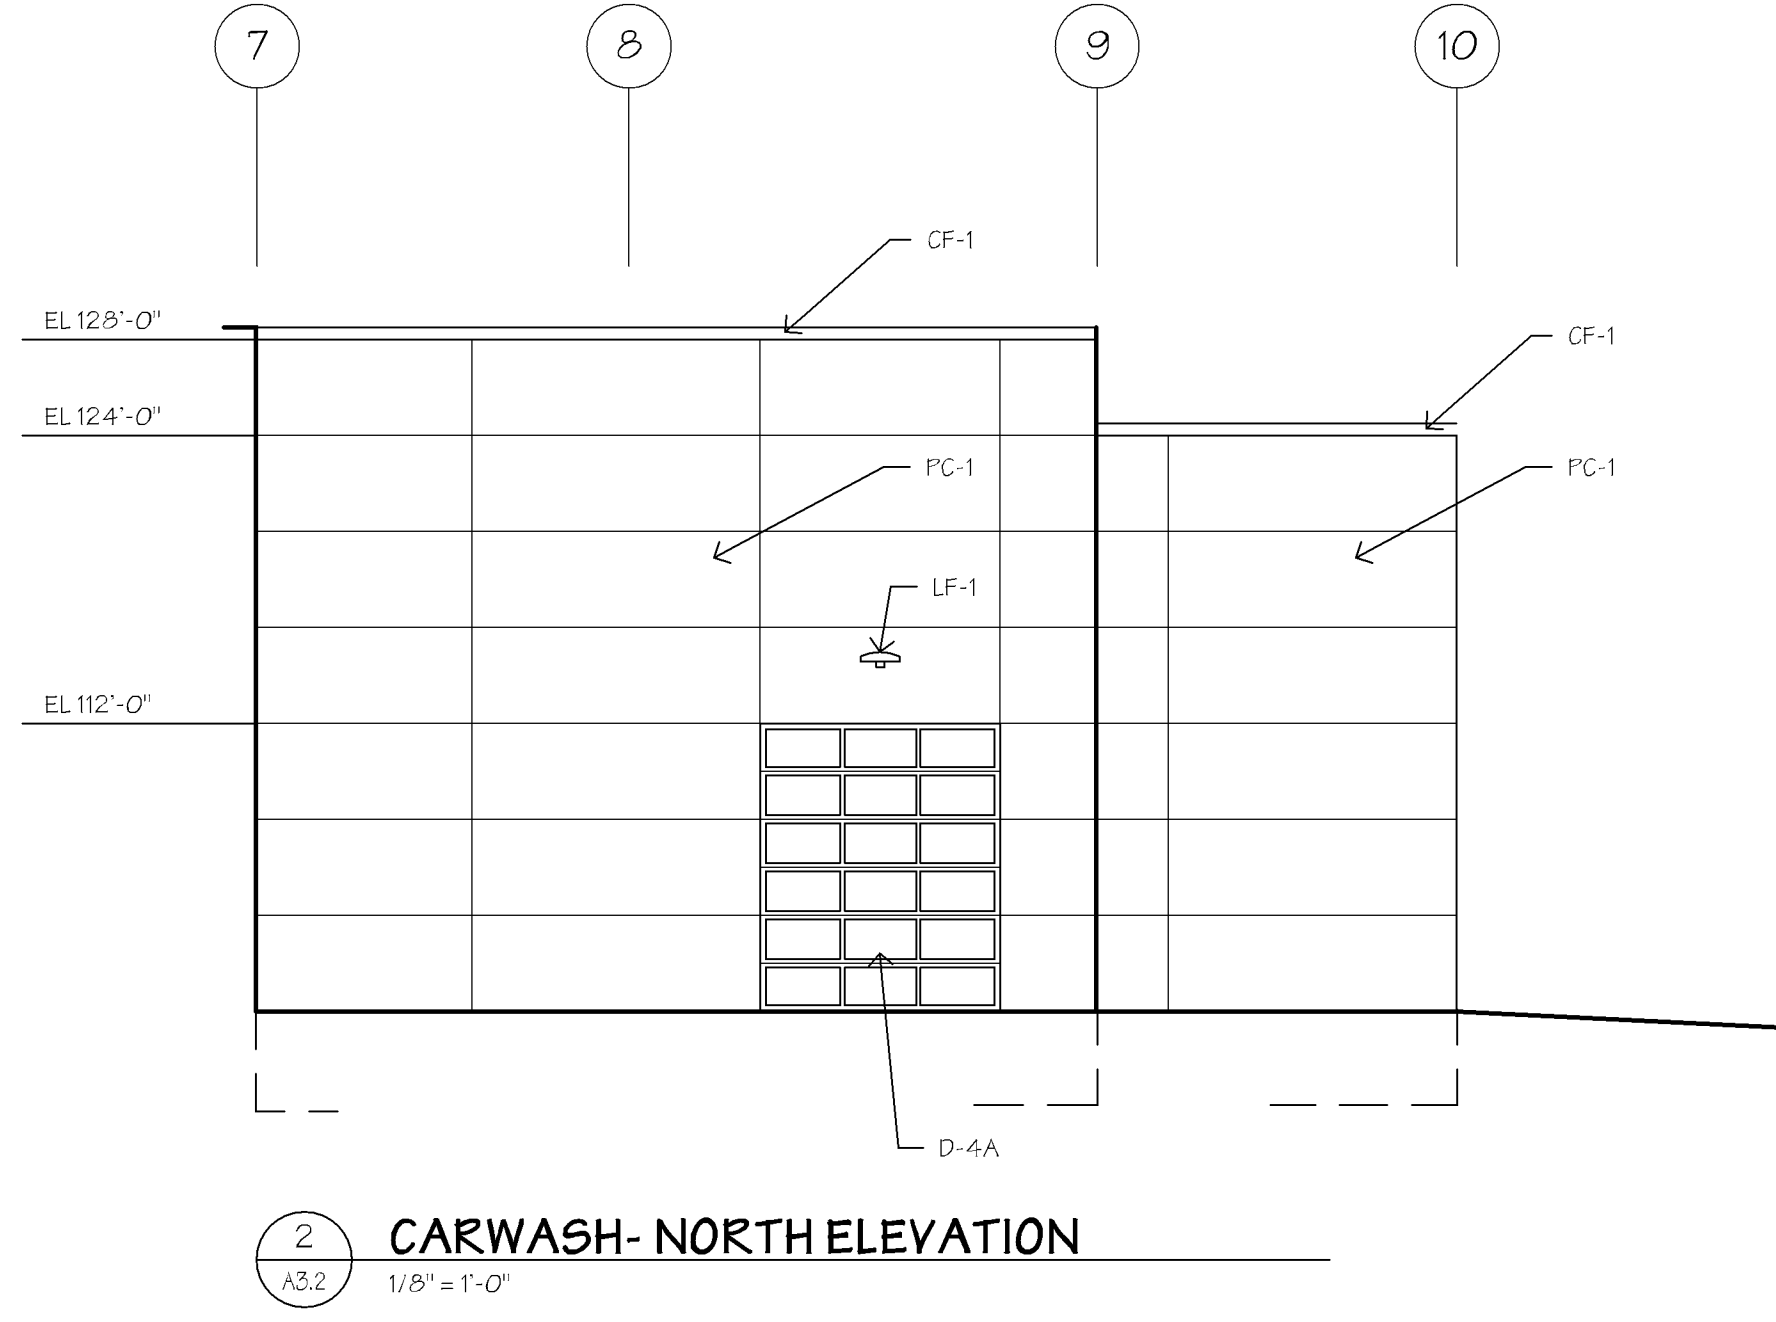 7 8 9 10
CF-1
EL 128'-0"
CF-1
EL 124'-0"
PC-1 PC-1
LF-1
EL 112'-0"
D-4A
2
CARWASH- NORTH ELEVATION
A3.2
1/8" = 1'-0"